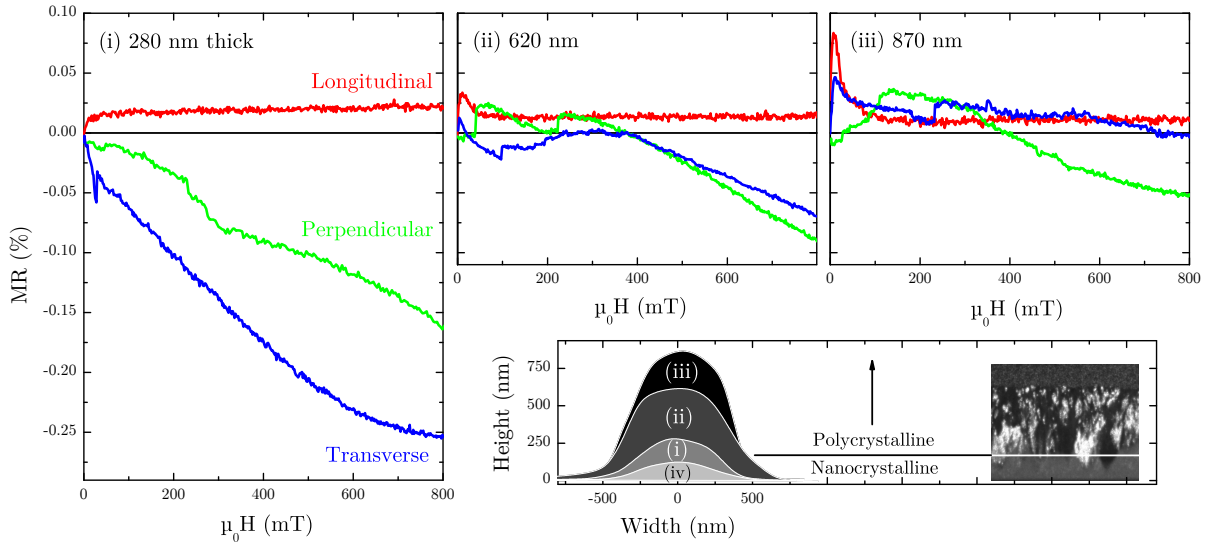 0.10
0.05
0.00
-0.05
-0.10
-0.15
-0.20
-0.25
MR (%)
(i) 280 nm thick
Longitudinal
Perpendicular
Transverse
0 200 400 600 800
µ0H (mT)
(ii) 620 nm
0 200 400 600
µ0H (mT)
(iii) 870 nm
0 200 400 600 800
µ0H (mT)
Height (nm)
750
500
250
0
(iii)
(ii)
(i)
(iv)
Polycrystalline
Nanocrystalline
-500 0 500
Width (nm)